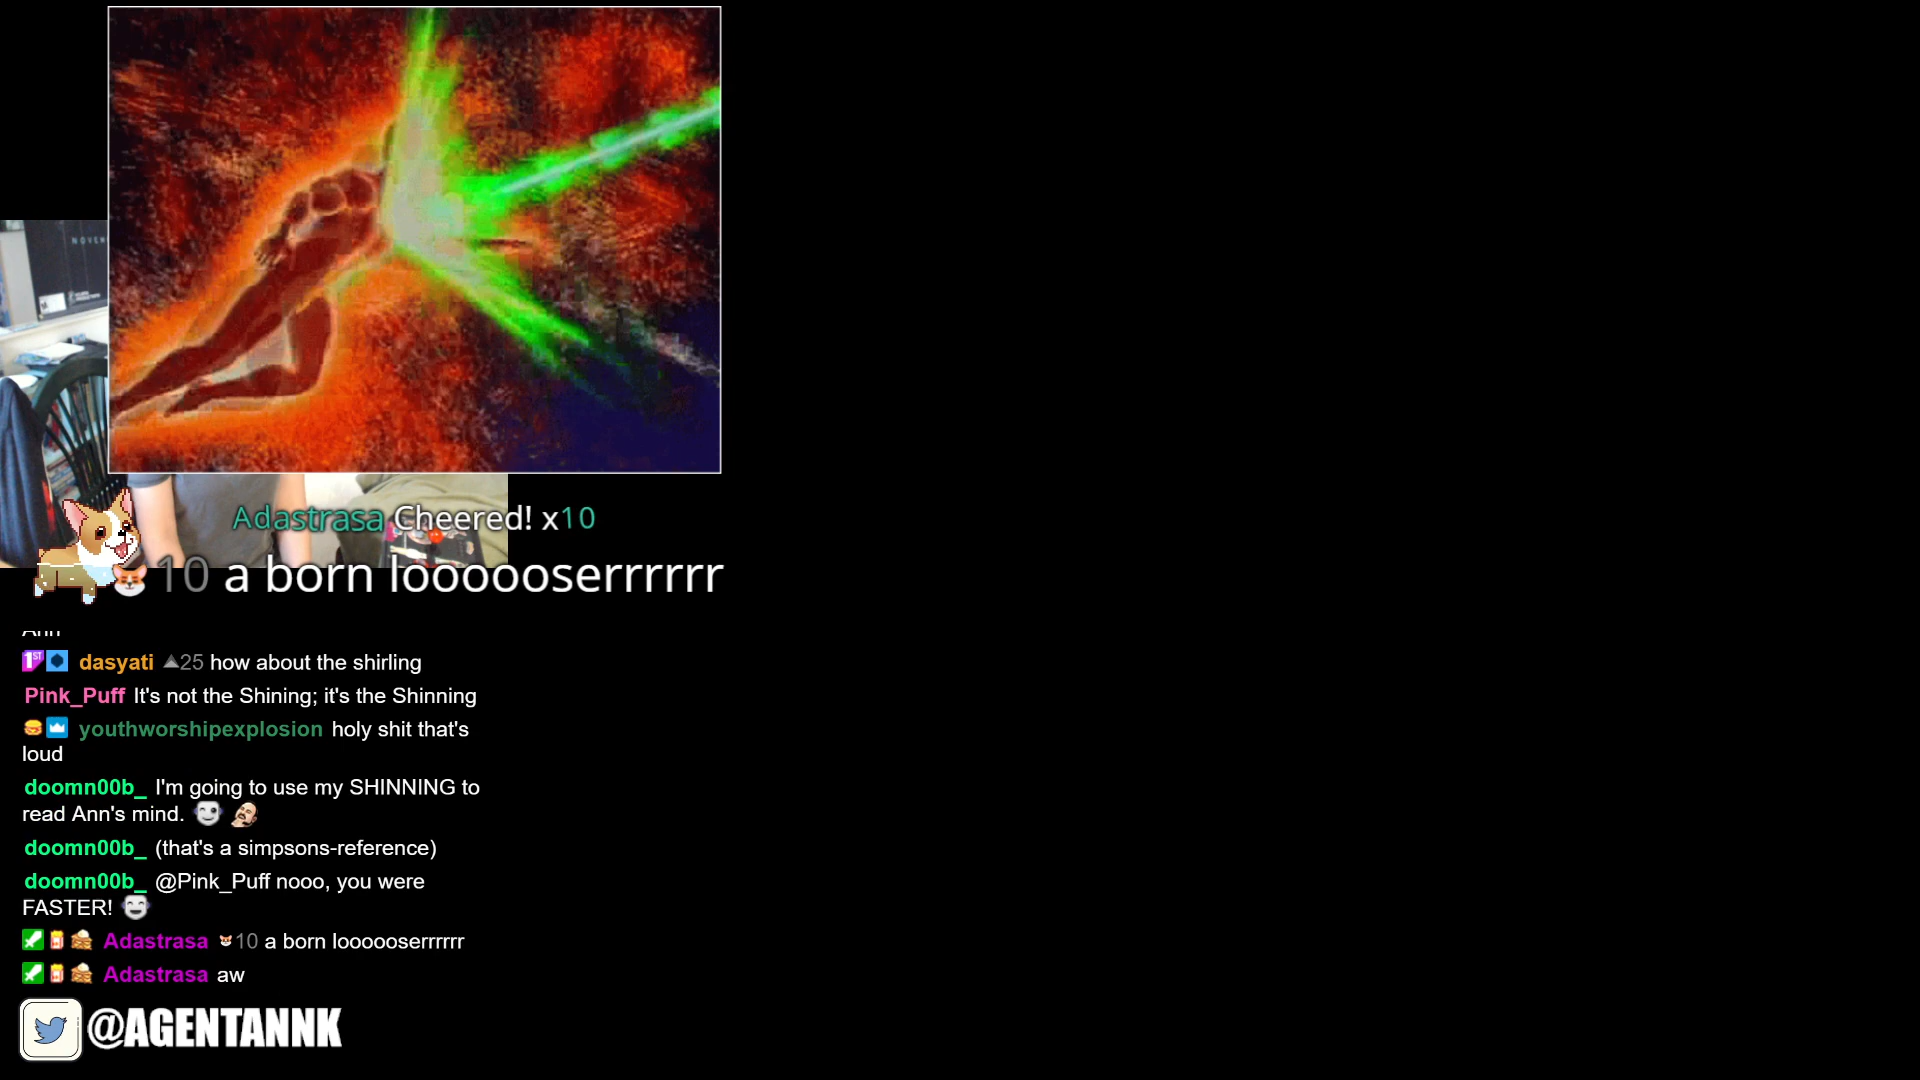 NOVEM
Adastrasa Cheered! x10
10 a born loooooserrrrrr
Ann
dasyati 25 how about the shirling
Pink_Puff It's not the Shining; it's the Shinning
youthworshipexplosion holy shit that's
loud
doomn00b_ I'm going to use my SHINNING to
read Ann's mind.
doomn00b_ (that's a simpsons-reference)
doomn00b_ @Pink_Puff nooo, you were
FASTER!
Adastrasa 10 a born loooooserrrrrr
Adastrasa aw
@AGENTANNK